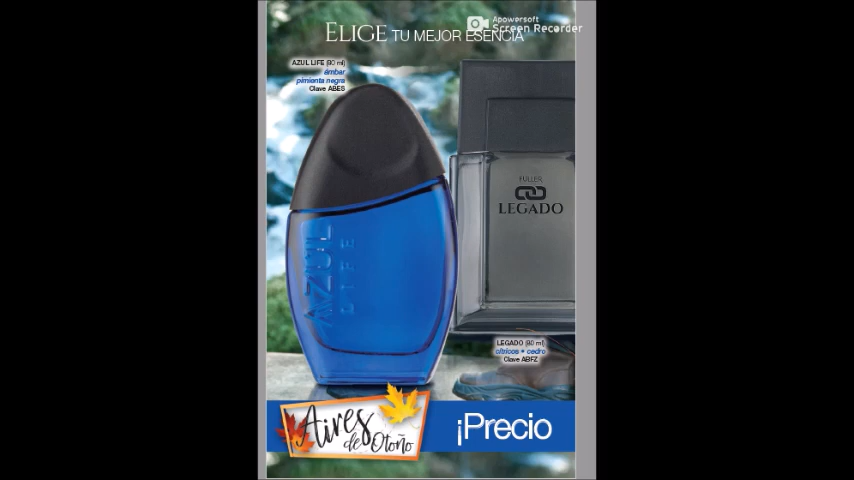 ELIGE TU MEJOR ESENCIA
Apowersoft
Screen Recorder
AZUL LIFE (90 ml)
ámbar
pimienta negra
Clave ABES
AZUL
LIFE
FULLER
LEGADO
LEGADO (90 ml)
cítricos • cedro
Clave ABFZ
Aires
de Otoño
¡Precio